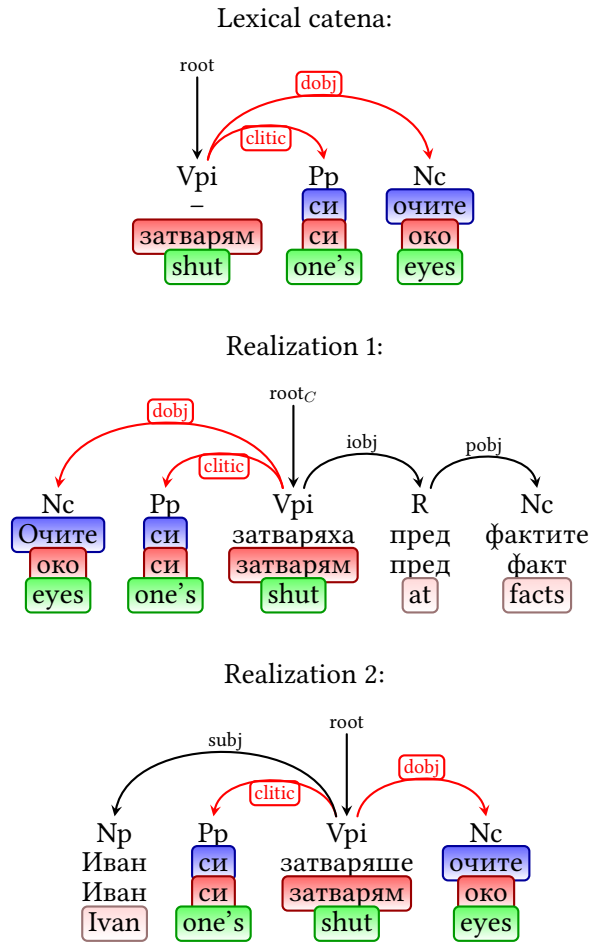 Lexical catena:
root
dobj
clitic
Vpi Pp Nc
– си очите
затварям си око
shut one's eyes
Realization 1:
root_C
dobj
iobj pobj
clitic
Nc Pp Vpi R Nc
Очите си затваряха пред фактите
око си затварям пред факт
eyes one's shut at facts
Realization 2:
root
subj
dobj
clitic
Np Pp Vpi Nc
Иван си затваряше очите
Иван си затварям око
Ivan one's shut eyes